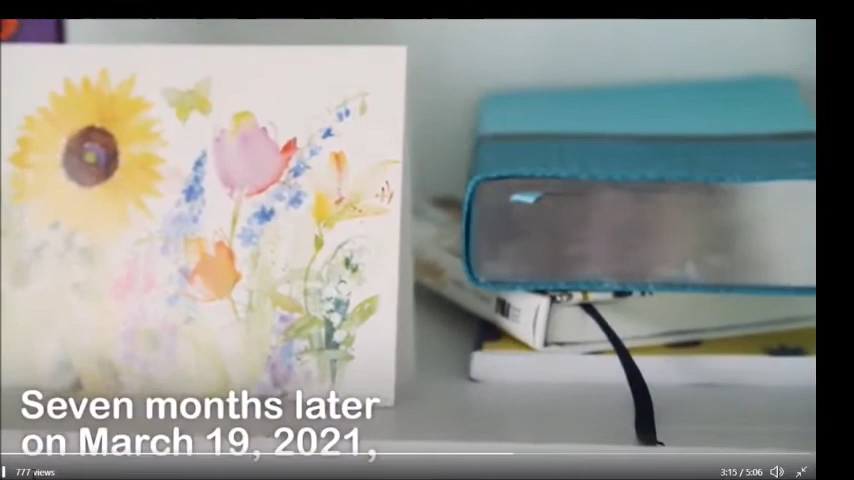 Seven months later
on March 19, 2021,
777 views
3:15 / 5:06